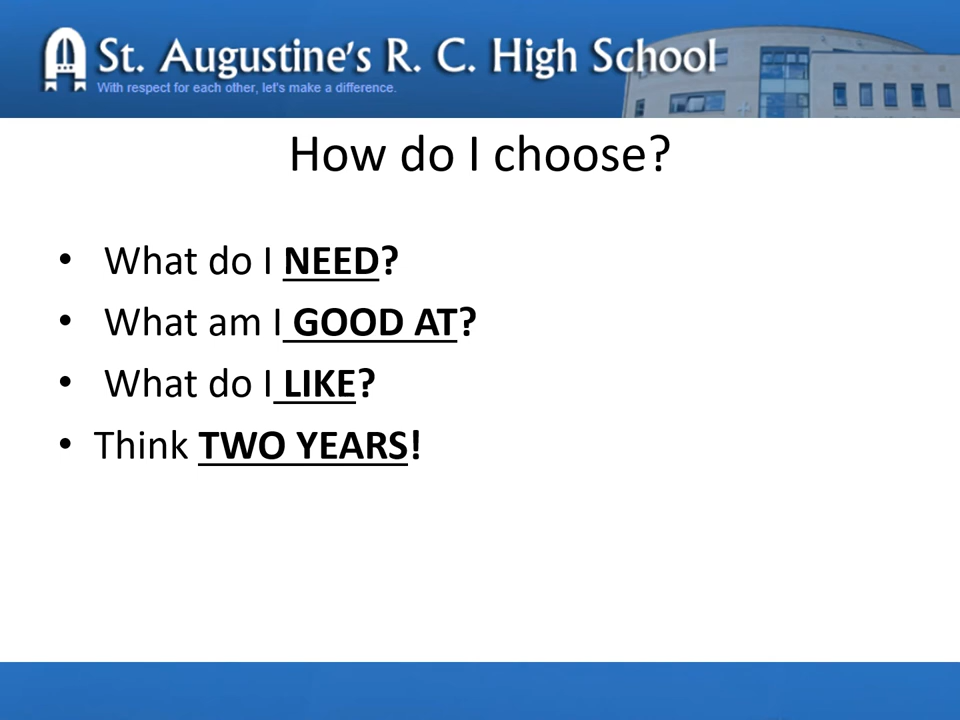 St. Augustine's R. C. High School
With respect for each other, let's make a difference.
How do I choose?
• What do I NEED?
• What am I GOOD AT?
• What do I LIKE?
• Think TWO YEARS!